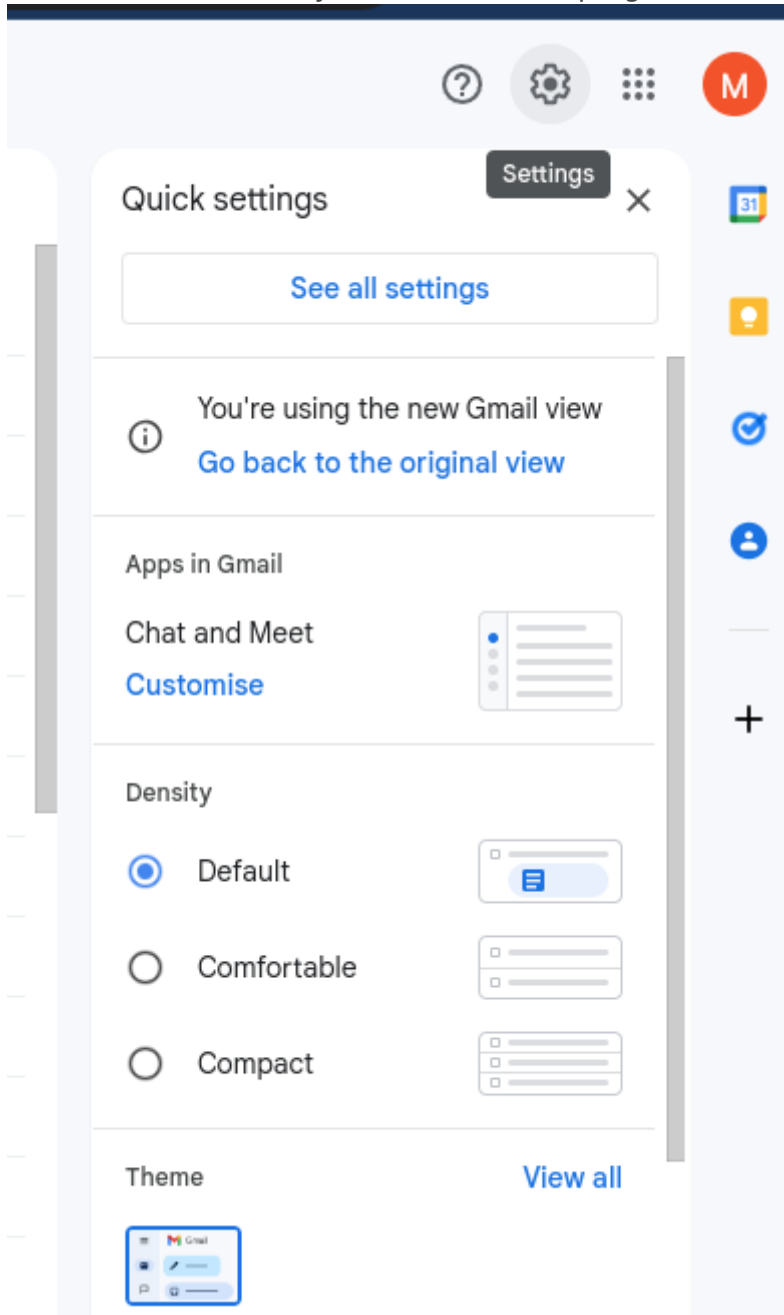 M
Settings
Quick settings
31
See all settings
You're using the new Gmail view
Go back to the original view
Apps in Gmail
Chat and Meet
Customise
Density
Default
Comfortable
Compact
Theme
View all
Gmail